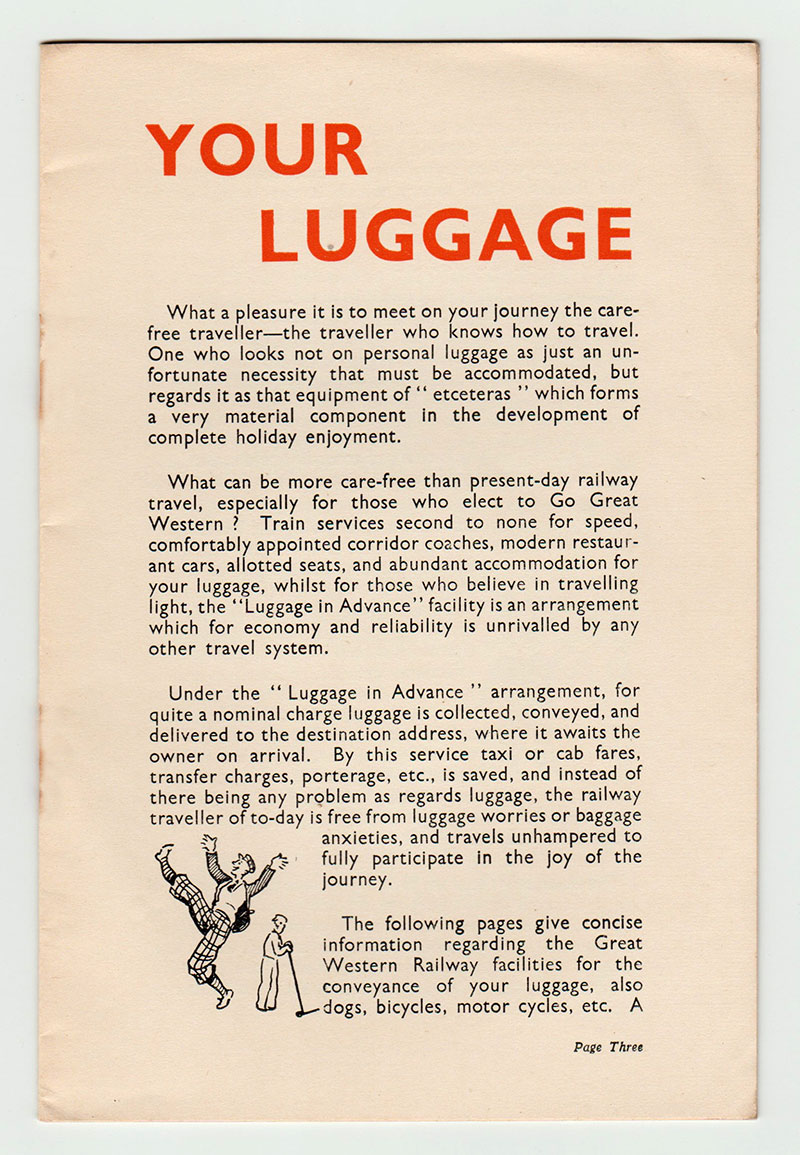 YOUR
LUGGAGE
What a pleasure it is to meet on your journey the care-
free traveller—the traveller who knows how to travel.
One who looks not on personal luggage as just an un-
fortunate necessity that must be accommodated, but
regards it as that equipment of “ etceteras ” which forms
a very material component in the development of
complete holiday enjoyment.
What can be more care-free than present-day railway
travel, especially for those who elect to Go Great
Western ? Train services second to none for speed,
comfortably appointed corridor coaches, modern restaur-
ant cars, allotted seats, and abundant accommodation for
your luggage, whilst for those who believe in travelling
light, the “Luggage in Advance” facility is an arrangement
which for economy and reliability is unrivalled by any
other travel system.
Under the “ Luggage in Advance ” arrangement, for
quite a nominal charge luggage is collected, conveyed, and
delivered to the destination address, where it awaits the
owner on arrival. By this service taxi or cab fares,
transfer charges, porterage, etc., is saved, and instead of
there being any problem as regards luggage, the railway
traveller of to-day is free from luggage worries or baggage
anxieties, and travels unhampered to
fully participate in the joy of the
journey.
The following pages give concise
information regarding the Great
Western Railway facilities for the
conveyance of your luggage, also
dogs, bicycles, motor cycles, etc. A
Page Three